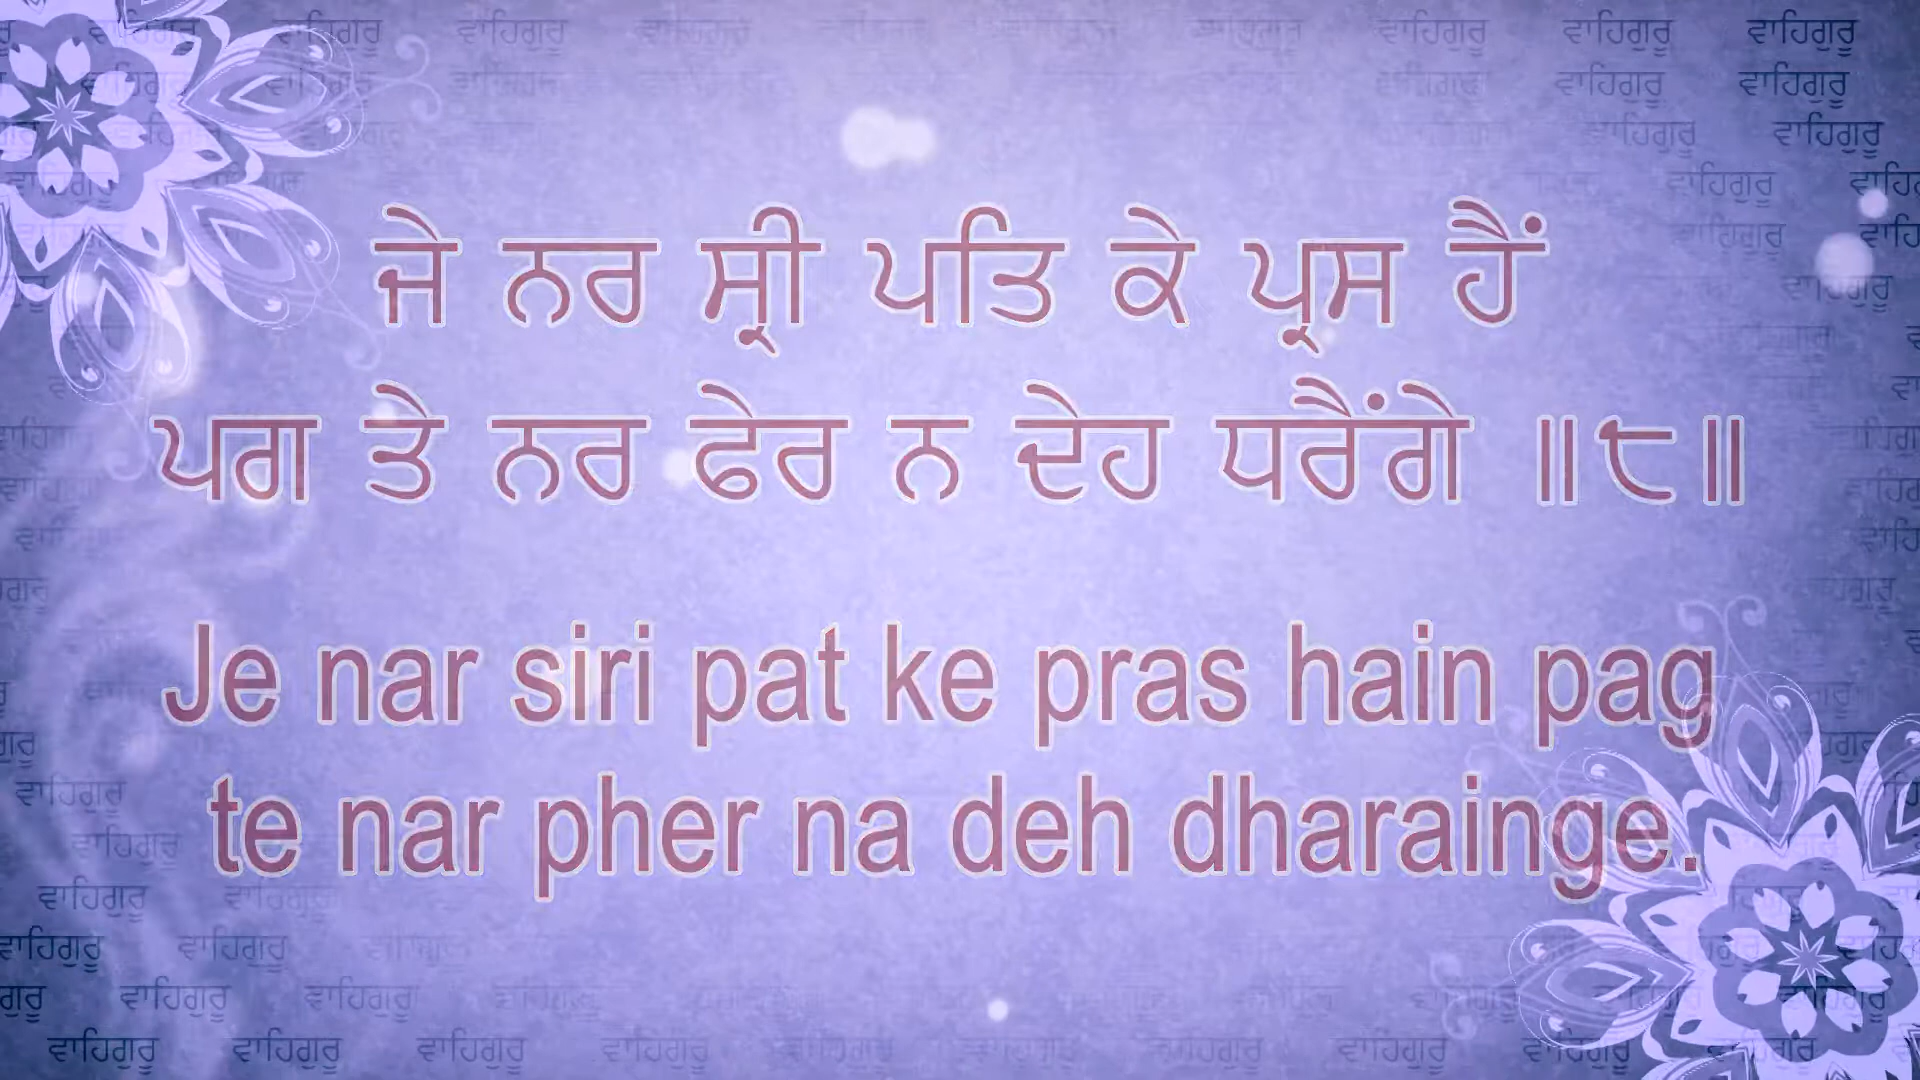 ਜੇ ਨਰ ਸ੍ਰੀ ਪਤਿ ਕੇ ਪ੍ਰਸ ਹੈਂ
ਪਗ ਤੇ ਨਰ ਫੇਰ ਨ ਦੇਹ ਧਰੈਂਗੇ ॥੮॥
Je nar siri pat ke pras hain pag
te nar pher na deh dharainge.
ਵਾਹਿਗੁਰੂ